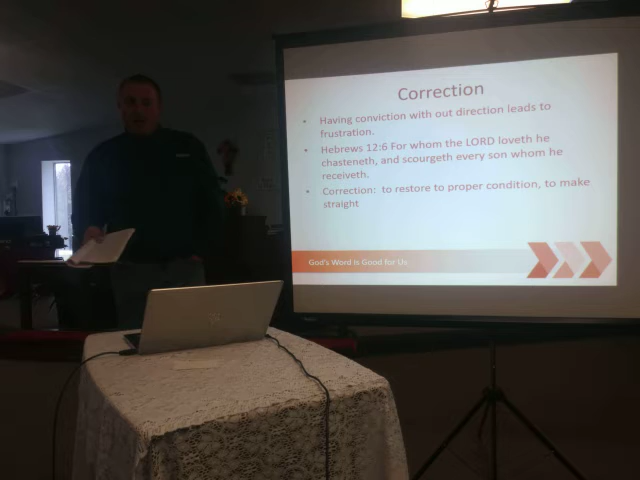 Correction
• Having conviction with out direction leads to
frustration.
• Hebrews 12:6 For whom the LORD loveth he
chasteneth, and scourgeth every son whom he
receiveth.
• Correction: to restore to proper condition, to make
straight
God's Word is Good for Us